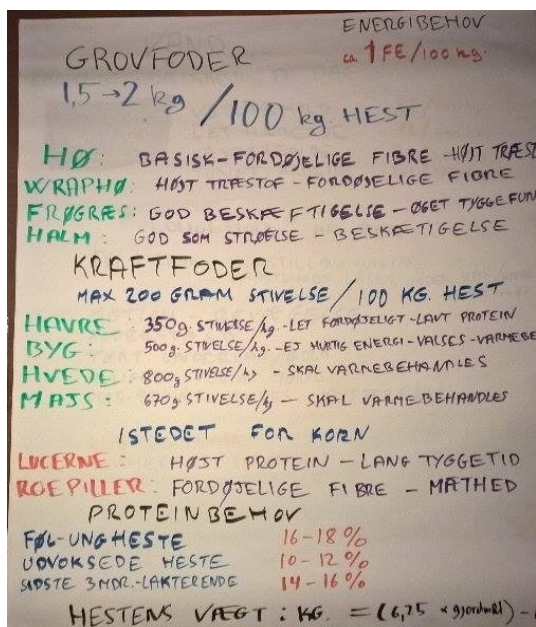 ENERGIBEHOV
ca. 1 FE/100 kg.
GROVFODER
1,5→2 kg /100 kg HEST
HØ: BASISK-FORDØJELIGE FIBRE -HØJT TRÆST
WRAPHØ: HØJT TRÆSTOF - FORDØJELIGE FIBRE
FRØGRÆS: GOD BESKÆFTIGELSE - ØGET TYGGEFUN
HALM: GOD SOM STRØELSE - BESKÆTIGELSE
KRAFTFODER
MAX 200 GRAM STIVELSE/100 KG. HEST
HAVRE: 350g. STIVELSE/kg -LET FORDØJELIGT -LAVT PROTEIN
BYG: 500g. STIVELSE/kg. -EJ HURTIG ENERGI -VALSES -VARMEBE
HVEDE: 800g STIVELSE/kg - SKAL VARMEBEHANDLES
MAJS: 670g. STIVELSE/kg - SKAL VARMEBEHANDLES
ISTEDET FOR KORN
LUCERNE: HØJT PROTEIN - LANG TYGGETID
ROEPILLER: FORDØJELIGE FIBRE - MÆTHED
PROTEINBEHOV
FØL-UNGHESTE 16-18%
UDVOKSEDE HESTE 10-12%
SIDSTE 3MDR.-LAKTERENDE 14-16%
HESTENS VÆGT: KG. = (6,25 × gjordmål) -